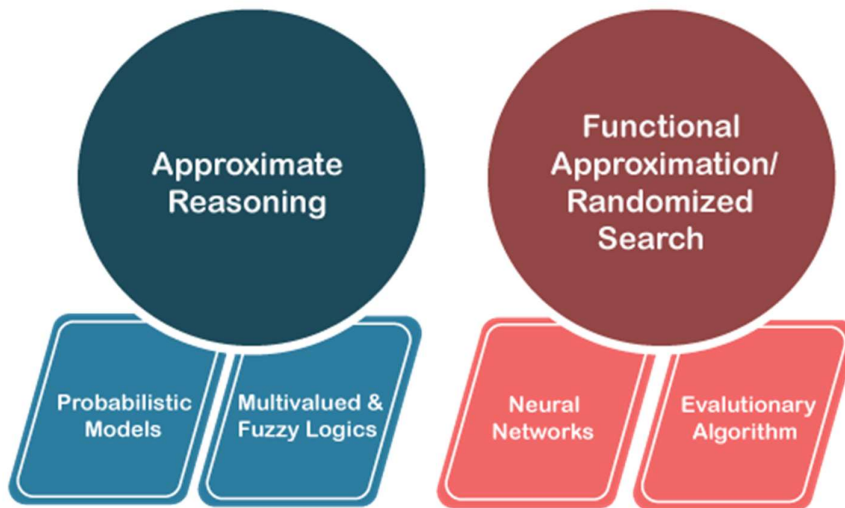 Approximate
Reasoning
Functional
Approximation/
Randomized
Search
Probabilistic
Models
Multivalued &
Fuzzy Logics
Neural
Networks
Evalutionary
Algorithm